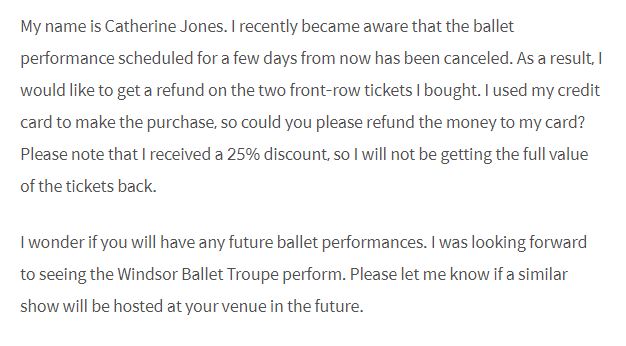 My name is Catherine Jones. I recently became aware that the ballet
performance scheduled for a few days from now has been canceled. As a result, I
would like to get a refund on the two front-row tickets I bought. I used my credit
card to make the purchase, so could you please refund the money to my card?
Please note that I received a 25% discount, so I will not be getting the full value
of the tickets back.
I wonder if you will have any future ballet performances. I was looking forward
to seeing the Windsor Ballet Troupe perform. Please let me know if a similar
show will be hosted at your venue in the future.